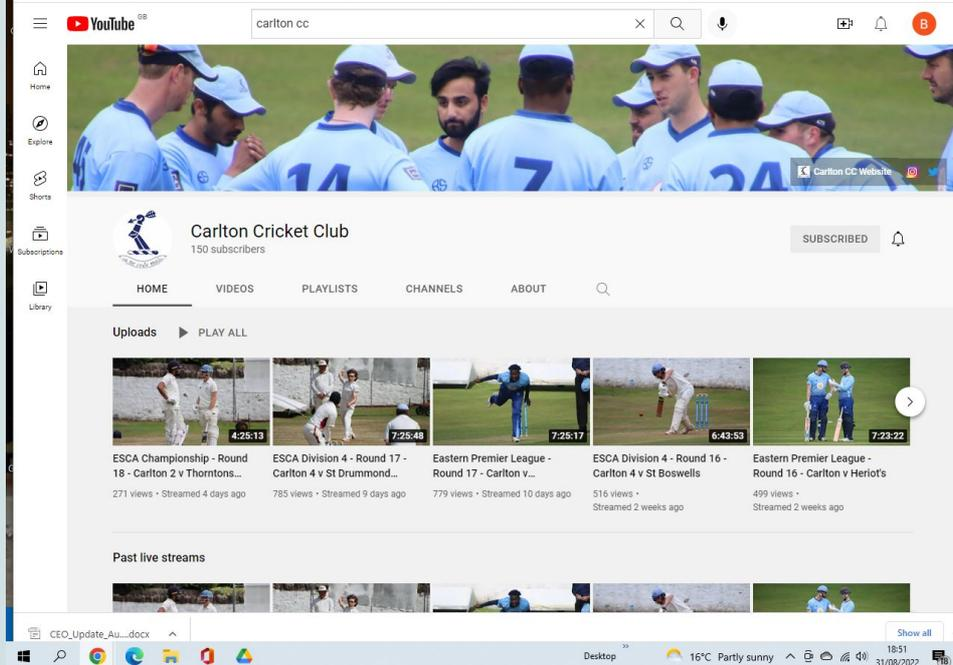 YouTube GB
carlton cc
B
Home
Explore
Shorts
Subscriptions
Library
14
7
24
Carlton CC Website
Carlton Cricket Club
150 subscribers
SUBSCRIBED
HOME VIDEOS PLAYLISTS CHANNELS ABOUT
Uploads PLAY ALL
4:25:13
7:25:48
7:25:17
6:43:53
7:23:22
ESCA Championship - Round
18 - Carlton 2 v Thorntons...
271 views • Streamed 4 days ago
ESCA Division 4 - Round 17 -
Carlton 4 v St Drummond...
785 views • Streamed 9 days ago
Eastern Premier League -
Round 17 - Carlton v...
779 views • Streamed 10 days ago
ESCA Division 4 - Round 16 -
Carlton 4 v St Boswells
516 views •
Streamed 2 weeks ago
Eastern Premier League -
Round 16 - Carlton v Heriot's
499 views •
Streamed 2 weeks ago
Past live streams
CEO_Update_Au....docx
Show all
Desktop
16°C Partly sunny
18:51
31/08/2022